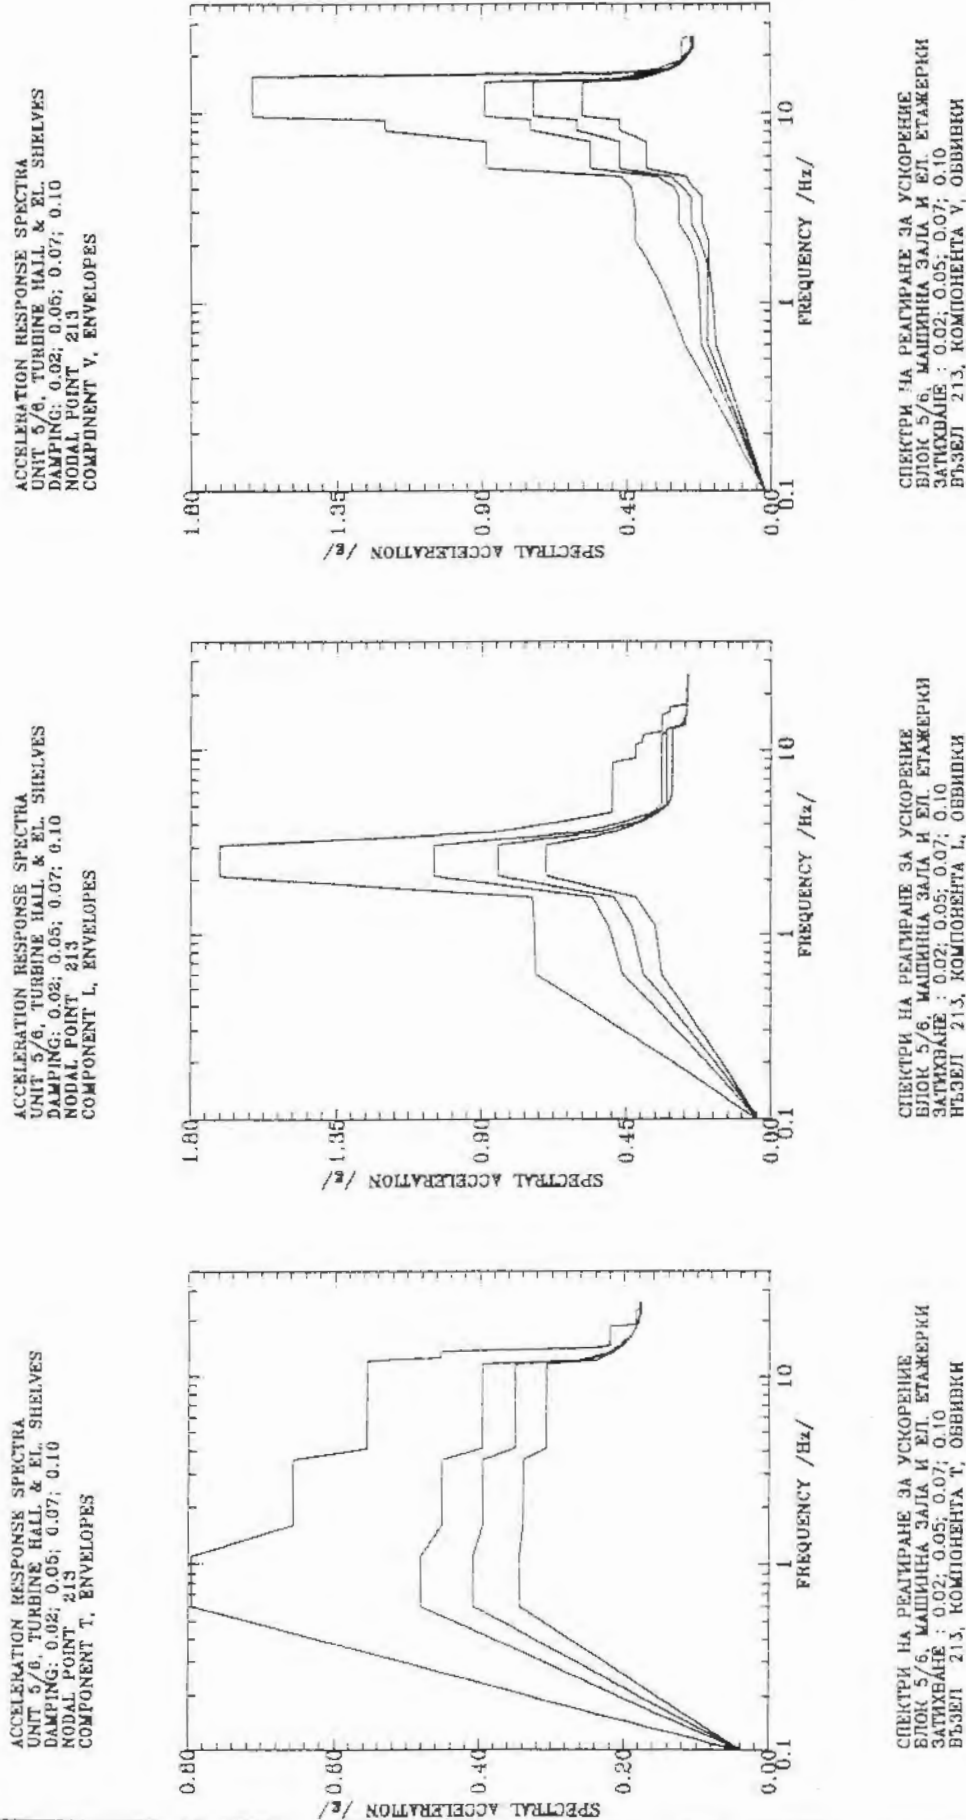 ACCELERATION RESPONSE SPECTRA
UNIT 5/6, TURBINE HALL & EL. SHELVES
DAMPING: 0.02; 0.05; 0.07; 0.10
NODAL POINT 213
COMPONENT T, ENVELOPES
SPECTRAL ACCELERATION /g/
0.80
0.60
0.40
0.20
0.00
0.1
1
10
FREQUENCY /Hz/
СПЕКТРИ НА РЕАГИРАНЕ ЗА УСКОРЕНИЕ
БЛОК 5/6, МАШИННА ЗАЛА И ЕЛ. ЕТАЖЕРКИ
ЗАТИХВАНЕ : 0.02; 0.05; 0.07; 0.10
ВЪЗЕЛ 213, КОМПОНЕНТА Т, ОБВИВКИ
ACCELERATION RESPONSE SPECTRA
UNIT 5/6, TURBINE HALL & EL. SHELVES
DAMPING: 0.02; 0.05; 0.07; 0.10
NODAL POINT 213
COMPONENT L, ENVELOPES
SPECTRAL ACCELERATION /g/
1.80
1.35
0.90
0.45
0.00
0.1
1
10
FREQUENCY /Hz/
СПЕКТРИ НА РЕАГИРАНЕ ЗА УСКОРЕНИЕ
БЛОК 5/6, МАШИННА ЗАЛА И ЕЛ. ЕТАЖЕРКИ
ЗАТИХВАНЕ : 0.02; 0.05; 0.07; 0.10
ВЪЗЕЛ 213, КОМПОНЕНТА L, ОБВИВКИ
ACCELERATION RESPONSE SPECTRA
UNIT 5/6, TURBINE HALL & EL. SHELVES
DAMPING: 0.02; 0.05; 0.07; 0.10
NODAL POINT 213
COMPONENT V, ENVELOPES
SPECTRAL ACCELERATION /g/
1.80
1.35
0.90
0.45
0.00
0.1
1
10
FREQUENCY /Hz/
СПЕКТРИ НА РЕАГИРАНЕ ЗА УСКОРЕНИЕ
БЛОК 5/6, МАШИННА ЗАЛА И ЕЛ. ЕТАЖЕРКИ
ЗАТИХВАНЕ : 0.02; 0.05; 0.07; 0.10
ВЪЗЕЛ 213, КОМПОНЕНТА V, ОБВИВКИ